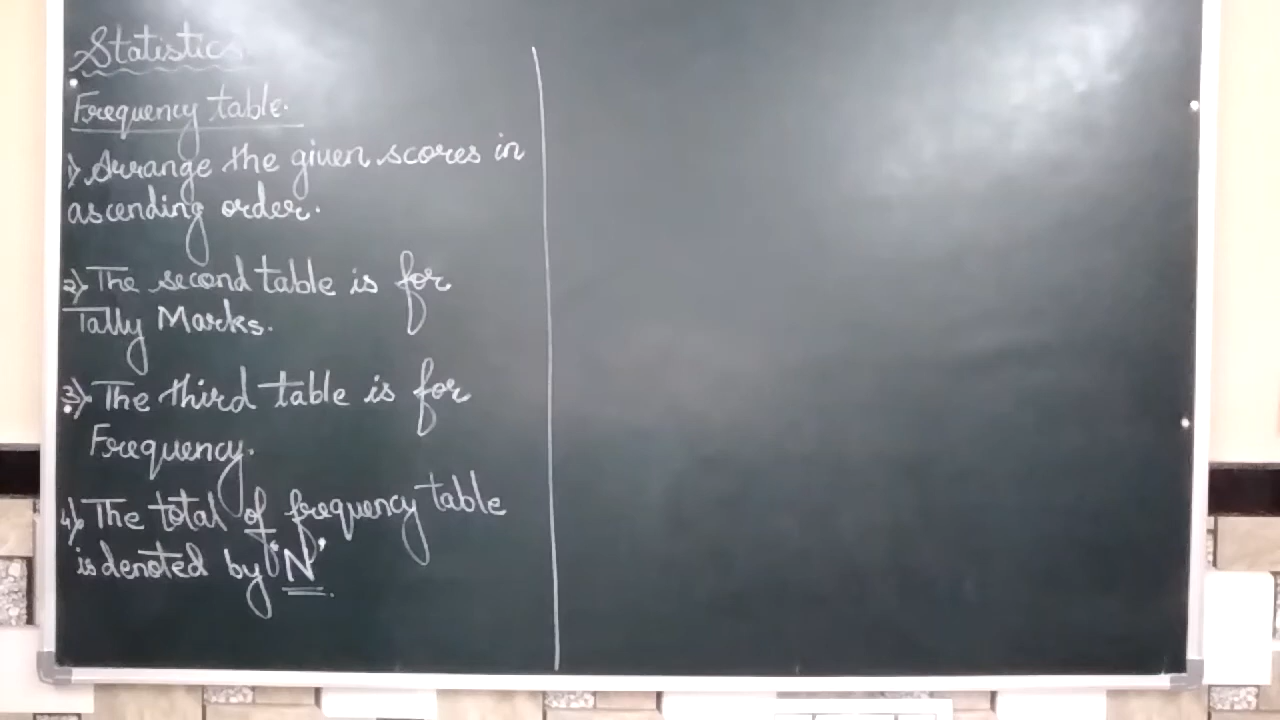 Statistics
Frequency table.
1) Arrange the given scores in
ascending order.
2) The second table is for
Tally Marks.
3) The third table is for
Frequency.
4) The total of frequency table
is denoted by 'N'.